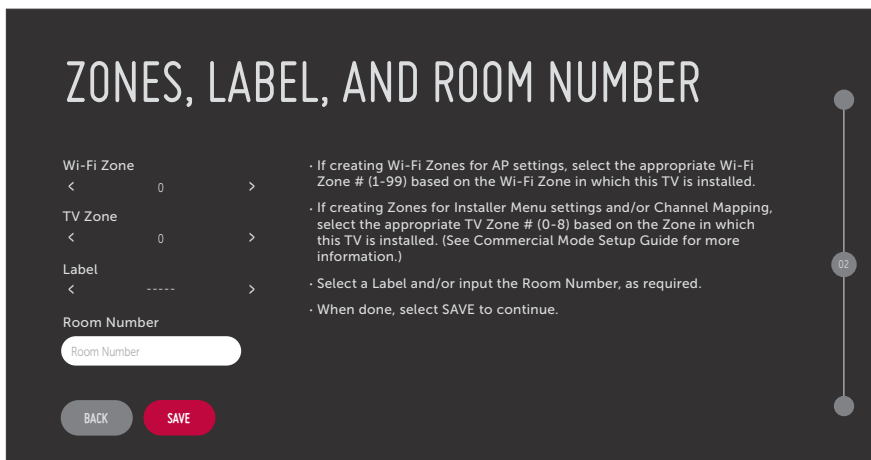 ZONES, LABEL, AND ROOM NUMBER
Wi-Fi Zone
< 0 >
TV Zone
< 0 >
Label
< ----- >
Room Number
Room Number
BACK SAVE
· If creating Wi-Fi Zones for AP settings, select the appropriate Wi-Fi
Zone # (1-99) based on the Wi-Fi Zone in which this TV is installed.
· If creating Zones for Installer Menu settings and/or Channel Mapping,
select the appropriate TV Zone # (0-8) based on the Zone in which
this TV is installed. (See Commercial Mode Setup Guide for more
information.)
· Select a Label and/or input the Room Number, as required.
· When done, select SAVE to continue.
02